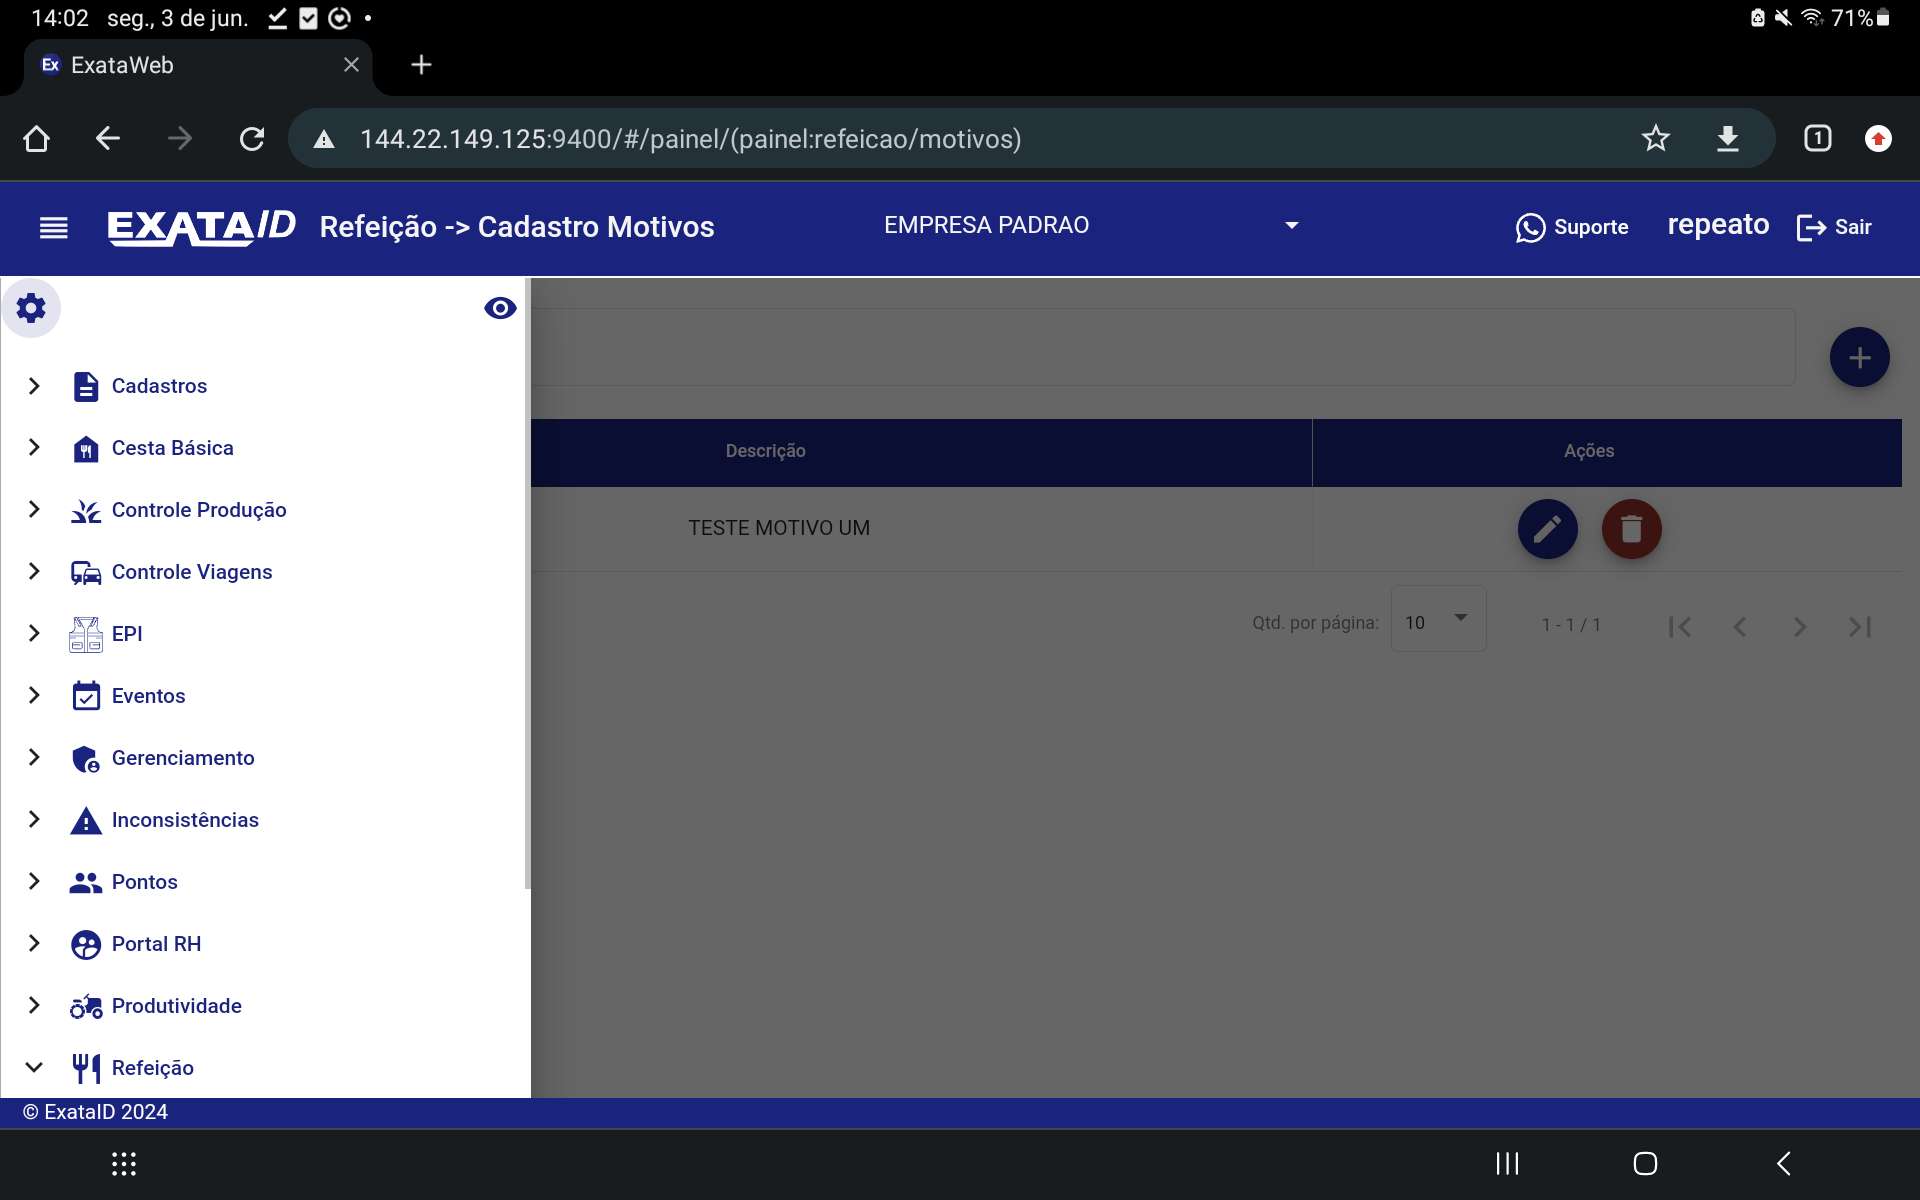 14:02 seg., 3 de jun. 71%
Ex ExataWeb
144.22.149.125:9400/#/painel/(painel:refeicao/motivos) 1
EXATAID Refeição -> Cadastro Motivos EMPRESA PADRAO Suporte repeato Sair
Cadastros
Cesta Básica
Controle Produção
Controle Viagens
EPI
Eventos
Gerenciamento
Inconsistências
Pontos
Portal RH
Produtividade
Refeição
Descrição Ações
TESTE MOTIVO UM
Qtd. por página: 10 1 - 1 / 1
© ExataID 2024